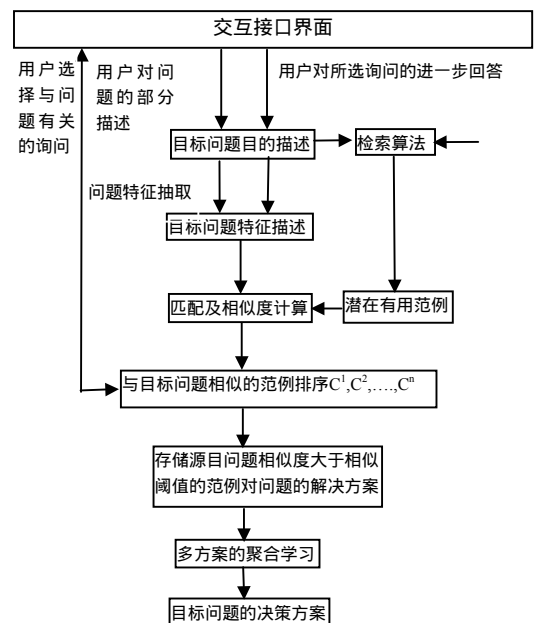 交互接口界面
用户选
择与问
题有关
的询问
用户对问
题的部分
描述
用户对所选询问的进一步回答
目标问题目的描述
检索算法
问题特征抽取
目标问题特征描述
匹配及相似度计算
潜在有用范例
与目标问题相似的范例排序C¹,C²,….,Cⁿ
存储源目问题相似度大于相似
阈值的范例对问题的解决方案
多方案的聚合学习
目标问题的决策方案